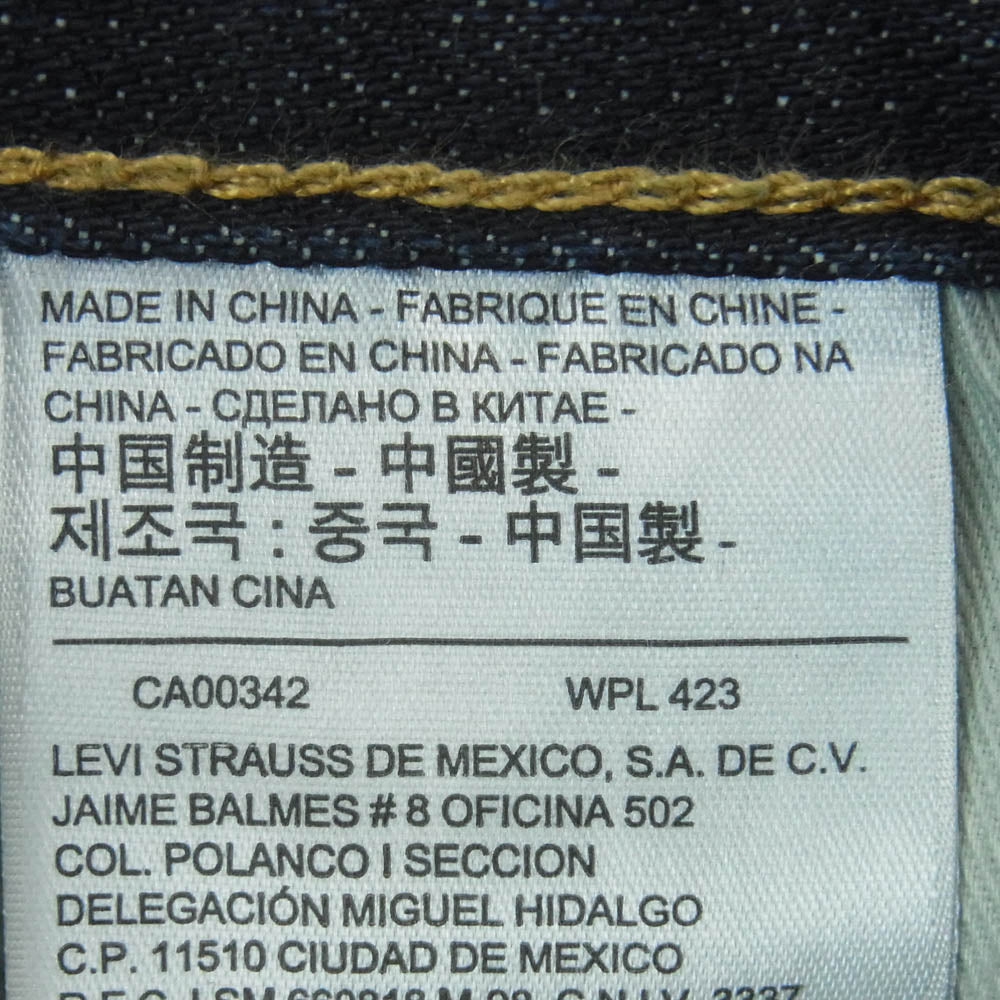 MADE IN CHINA - FABRIQUE EN CHINE -
FABRICADO EN CHINA - FABRICADO NA
CHINA - СДЕЛАНО В КИТАЕ -
中国制造 - 中國製 -
제조국 : 중국 - 中国製 -
BUATAN CINA
CA00342 WPL 423
LEVI STRAUSS DE MEXICO, S.A. DE C.V.
JAIME BALMES # 8 OFICINA 502
COL. POLANCO I SECCION
DELEGACIÓN MIGUEL HIDALGO
C.P. 11510 CIUDAD DE MEXICO